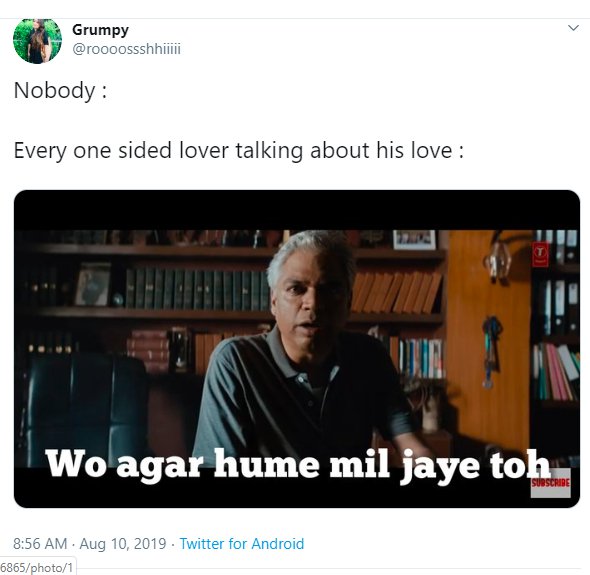 Grumpy
@roooossshhiiiii
Nobody :
Every one sided lover talking about his love :
T
Wo agar hume mil jaye toh
SUBSCRIBE
8:56 AM · Aug 10, 2019 · Twitter for Android
6865/photo/1